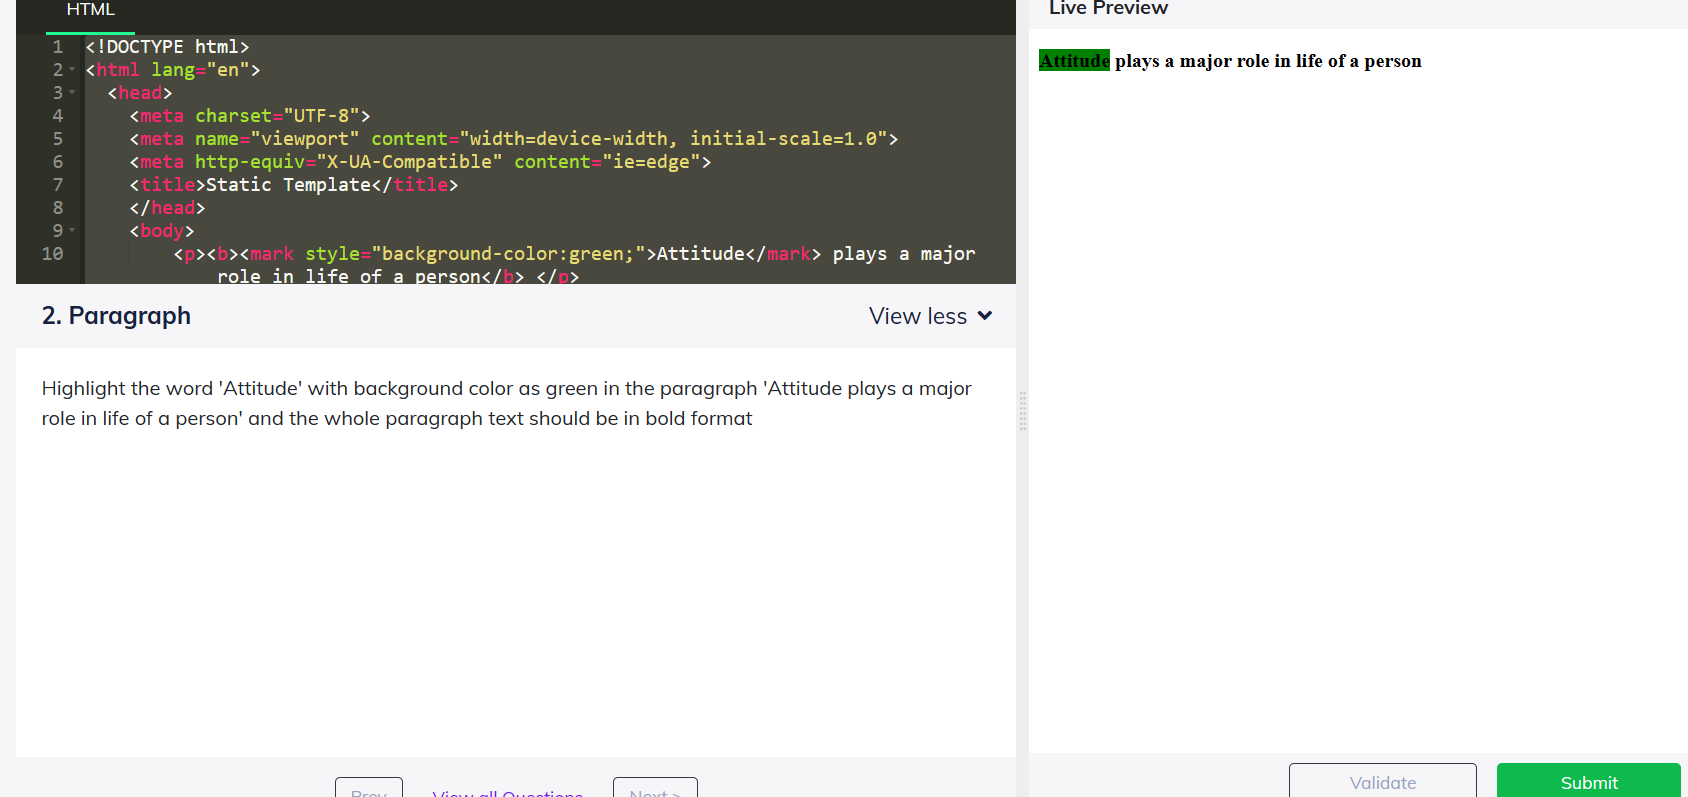 HTML
Live Preview
1 <!DOCTYPE html>
2 <html lang="en">
3 <head>
4 <meta charset="UTF-8">
5 <meta name="viewport" content="width=device-width, initial-scale=1.0">
6 <meta http-equiv="X-UA-Compatible" content="ie=edge">
7 <title>Static Template</title>
8 </head>
9 <body>
10 <p><b><mark style="background-color:green;">Attitude</mark> plays a major
role in life of a person</b> </p>
Attitude plays a major role in life of a person
2. Paragraph
View less
Highlight the word 'Attitude' with background color as green in the paragraph 'Attitude plays a major
role in life of a person' and the whole paragraph text should be in bold format
Prev
View all Questions
Next >
Validate
Submit